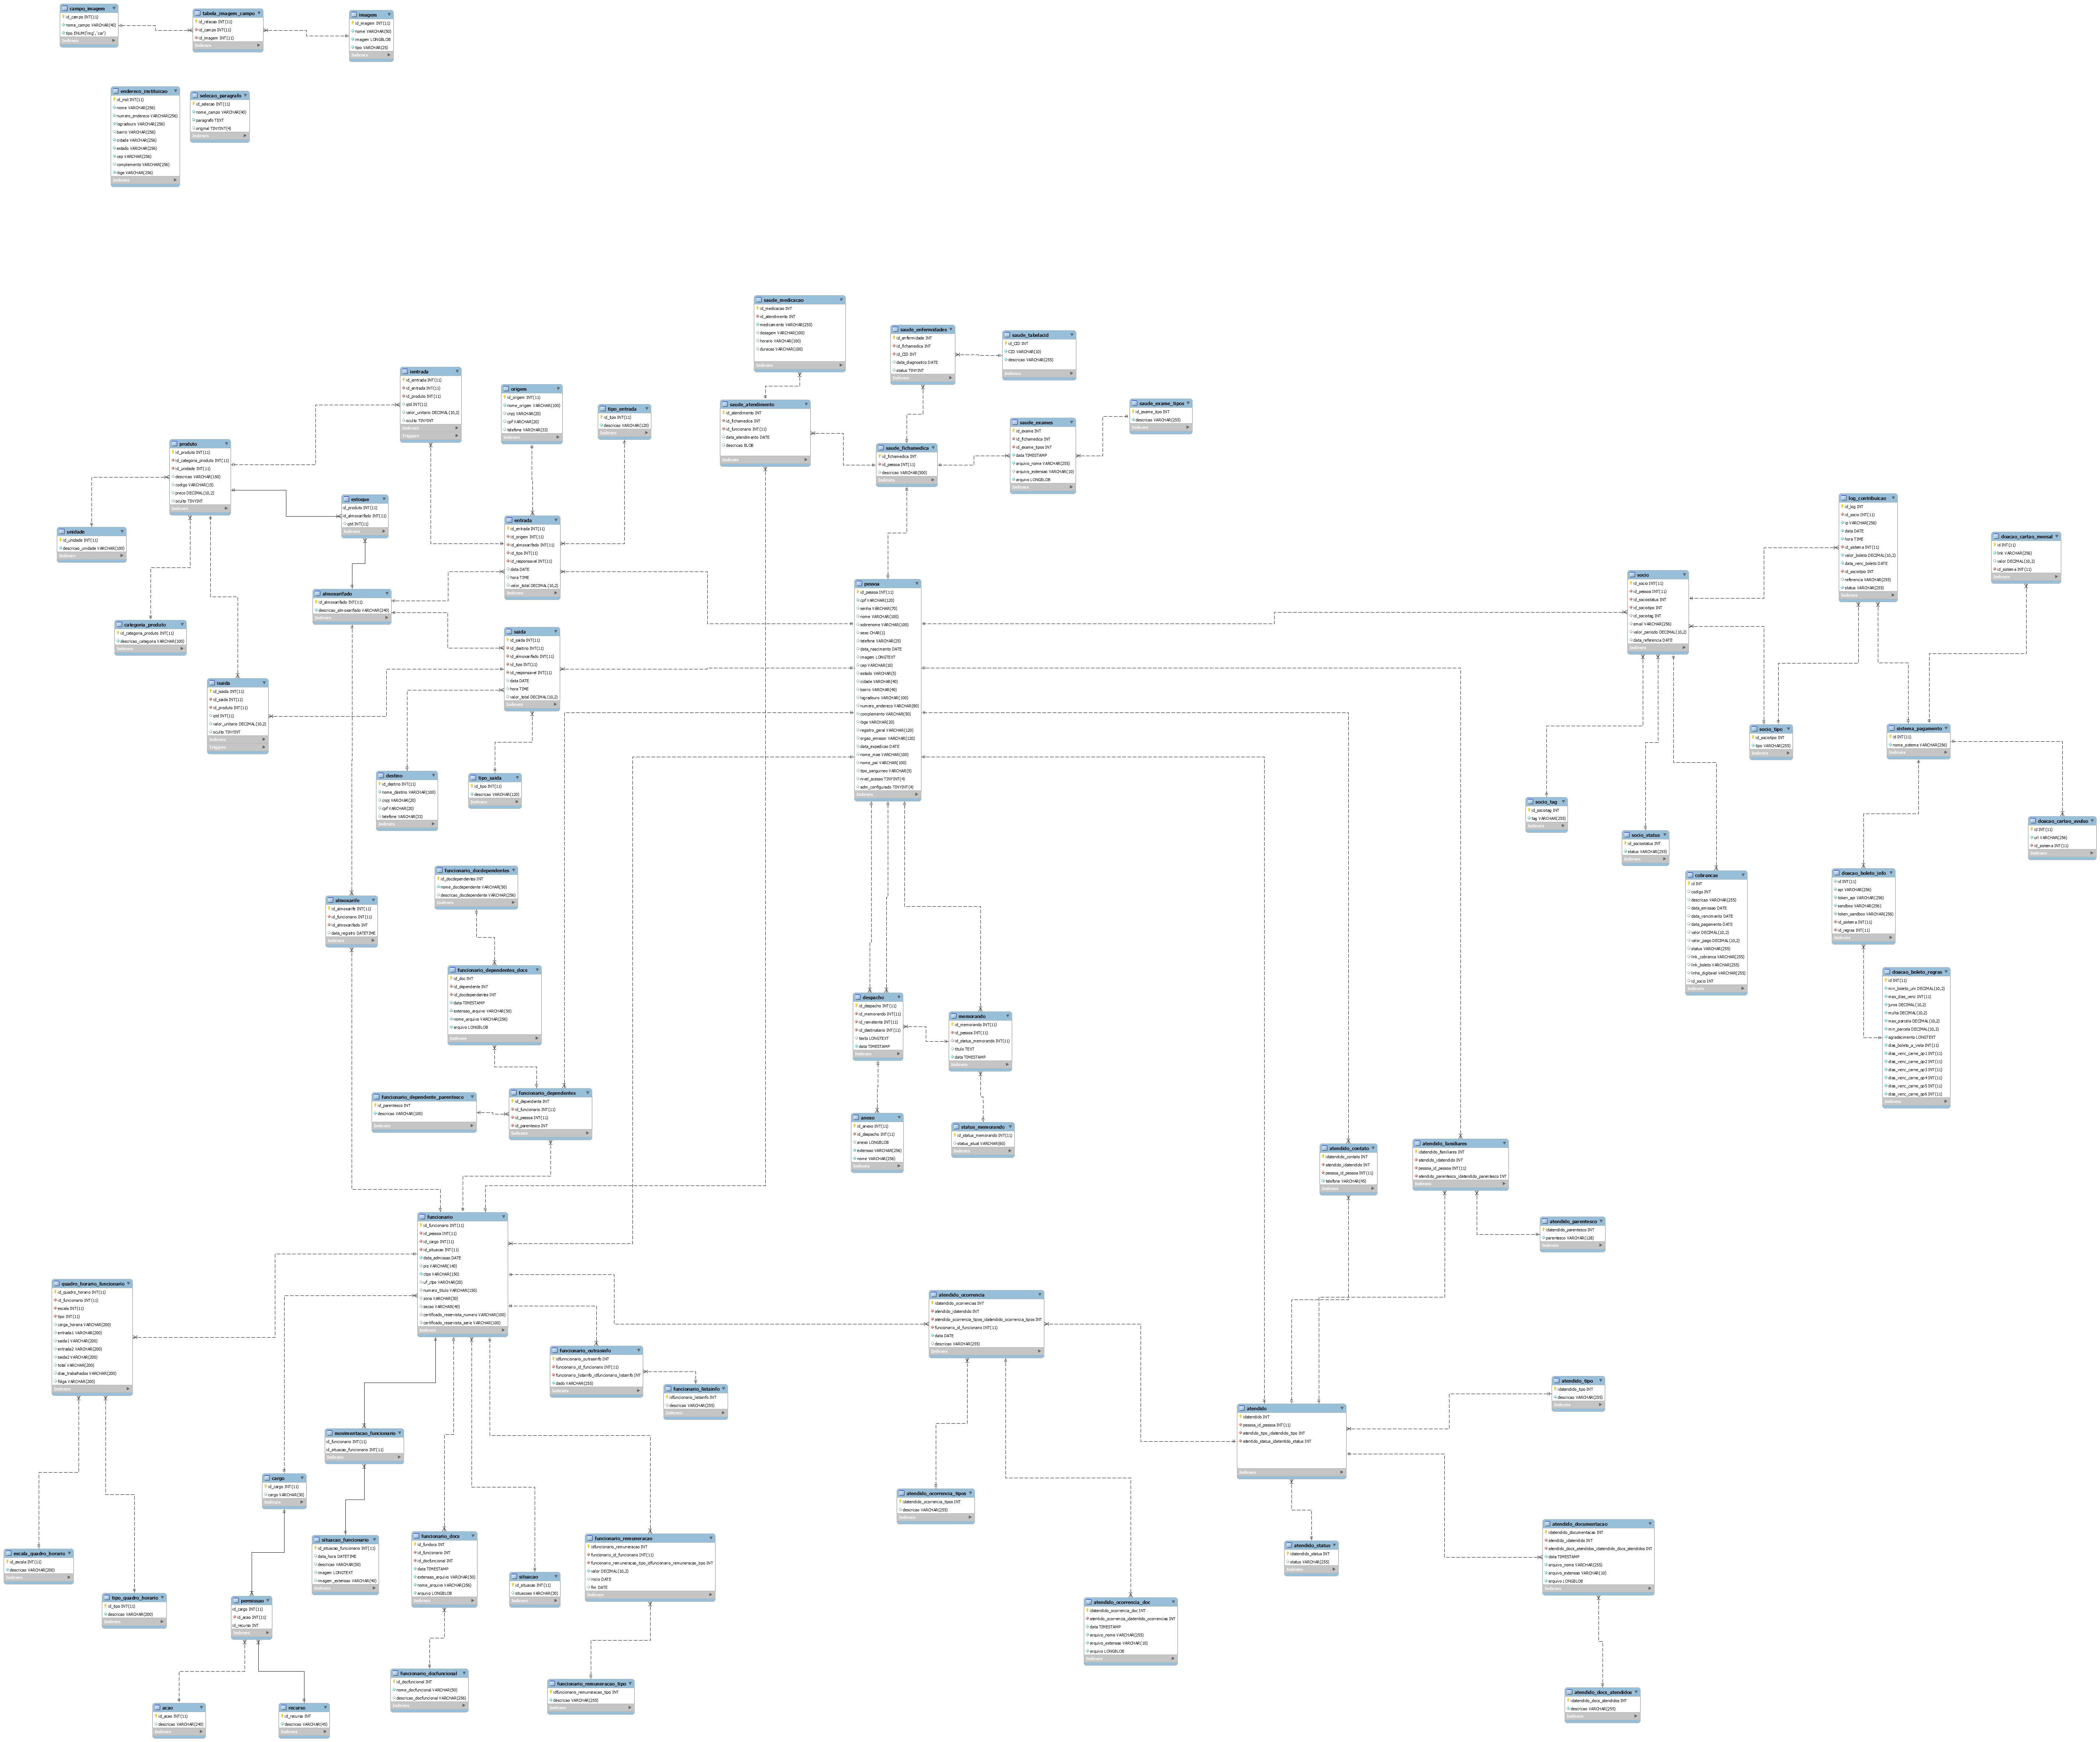 campo_imagem
id_campo INT(11)
nome_campo VARCHAR(40)
tipo ENUM('img', 'car')
Indexes
tabela_imagem_campo
id_relacao INT(11)
id_campo INT(11)
id_imagem INT(11)
Indexes
imagem
id_imagem INT(11)
nome VARCHAR(50)
imagem LONGBLOB
tipo VARCHAR(25)
Indexes
endereco_instituicao
id_inst INT(11)
nome VARCHAR(256)
numero_endereco VARCHAR(256)
logradouro VARCHAR(256)
bairro VARCHAR(256)
cidade VARCHAR(256)
estado VARCHAR(256)
cep VARCHAR(256)
complemento VARCHAR(256)
ibge VARCHAR(256)
Indexes
selecao_paragrafo
id_selecao INT(11)
nome_campo VARCHAR(40)
paragrafo TEXT
original TINYINT(4)
Indexes
saude_medicacao
id_medicacao INT
id_atendimento INT
medicamento VARCHAR(255)
dosagem VARCHAR(100)
horario VARCHAR(100)
duracao VARCHAR(100)
Indexes
saude_enfermidades
id_enfermidade INT
id_fichamedica INT
id_CID INT
data_diagnostico DATE
status TINYINT
Indexes
saude_tabelacid
id_CID INT
CID VARCHAR(10)
descricao VARCHAR(255)
Indexes
ientrada
id_ientrada INT(11)
id_entrada INT(11)
id_produto INT(11)
qtd INT(11)
valor_unitario DECIMAL(10,2)
oculto TINYINT
Indexes
Triggers
origem
id_origem INT(11)
nome_origem VARCHAR(100)
cnpj VARCHAR(20)
cpf VARCHAR(20)
telefone VARCHAR(33)
Indexes
tipo_entrada
id_tipo INT(11)
descricao VARCHAR(120)
Indexes
saude_atendimento
id_atendimento INT
id_fichamedica INT
id_funcionario INT(11)
data_atendimento DATE
descricao BLOB
Indexes
saude_fichamedica
id_fichamedica INT
id_pessoa INT(11)
descricao VARCHAR(500)
Indexes
saude_exames
id_exame INT
id_fichamedica INT
id_exame_tipos INT
data TIMESTAMP
arquivo_nome VARCHAR(255)
arquivo_extensao VARCHAR(10)
arquivo LONGBLOB
Indexes
saude_exame_tipos
id_exame_tipo INT
descricao VARCHAR(255)
Indexes
produto
id_produto INT(11)
id_categoria_produto INT(11)
id_unidade INT(11)
descricao VARCHAR(150)
codigo VARCHAR(15)
preco DECIMAL(10,2)
oculto TINYINT
Indexes
estoque
id_produto INT(11)
id_almoxarifado INT(11)
qtd INT(11)
Indexes
unidade
id_unidade INT(11)
descricao_unidade VARCHAR(100)
Indexes
entrada
id_entrada INT(11)
id_origem INT(11)
id_almoxarifado INT(11)
id_tipo INT(11)
id_responsavel INT(11)
data DATE
hora TIME
valor_total DECIMAL(10,2)
Indexes
almoxarifado
id_almoxarifado INT(11)
descricao_almoxarifado VARCHAR(240)
Indexes
categoria_produto
id_categoria_produto INT(11)
descricao_categoria VARCHAR(100)
Indexes
saida
id_saida INT(11)
id_destino INT(11)
id_almoxarifado INT(11)
id_tipo INT(11)
id_responsavel INT(11)
data DATE
hora TIME
valor_total DECIMAL(10,2)
Indexes
isaida
id_isaida INT(11)
id_saida INT(11)
id_produto INT(11)
qtd INT(11)
valor_unitario DECIMAL(10,2)
oculto TINYINT
Indexes
Triggers
destino
id_destino INT(11)
nome_destino VARCHAR(100)
cnpj VARCHAR(20)
cpf VARCHAR(20)
telefone VARCHAR(33)
Indexes
tipo_saida
id_tipo INT(11)
descricao VARCHAR(120)
Indexes
pessoa
id_pessoa INT(11)
cpf VARCHAR(120)
senha VARCHAR(70)
nome VARCHAR(100)
sobrenome VARCHAR(100)
sexo CHAR(1)
telefone VARCHAR(25)
data_nascimento DATE
imagem LONGTEXT
cep VARCHAR(10)
estado VARCHAR(5)
cidade VARCHAR(40)
bairro VARCHAR(40)
logradouro VARCHAR(100)
numero_endereco VARCHAR(80)
complemento VARCHAR(50)
ibge VARCHAR(20)
registro_geral VARCHAR(120)
orgao_emissor VARCHAR(120)
data_expedicao DATE
nome_mae VARCHAR(100)
nome_pai VARCHAR(100)
tipo_sanguineo VARCHAR(5)
nivel_acesso TINYINT(4)
adm_configurado TINYINT(4)
Indexes
socio
id_socio INT(11)
id_pessoa INT(11)
id_sociostatus INT
id_sociotipo INT
id_sociotag INT
email VARCHAR(256)
valor_periodo DECIMAL(10,2)
data_referencia DATE
Indexes
log_contribuicao
id_log INT
id_socio INT(11)
ip VARCHAR(256)
data DATE
hora TIME
id_sistema INT(11)
valor_boleto DECIMAL(10,2)
data_venc_boleto DATE
id_sociotipo INT
referencia VARCHAR(255)
status VARCHAR(255)
Indexes
doacao_cartao_mensal
id INT(11)
link VARCHAR(256)
valor DECIMAL(10,2)
id_sistema INT(11)
Indexes
socio_tipo
id_sociotipo INT
tipo VARCHAR(255)
Indexes
sistema_pagamento
id INT(11)
nome_sistema VARCHAR(256)
Indexes
socio_tag
id_sociotag INT
tag VARCHAR(255)
Indexes
socio_status
id_sociostatus INT
status VARCHAR(255)
Indexes
doacao_cartao_avulso
id INT(11)
url VARCHAR(256)
id_sistema INT(11)
Indexes
cobrancas
id INT
codigo INT
descricao VARCHAR(255)
data_emissao DATE
data_vencimento DATE
data_pagamento DATE
valor DECIMAL(10,2)
valor_pago DECIMAL(10,2)
status VARCHAR(255)
link_cobranca VARCHAR(255)
link_boleto VARCHAR(255)
linha_digitavel VARCHAR(255)
id_socio INT
Indexes
doacao_boleto_info
id INT(11)
api VARCHAR(256)
token_api VARCHAR(256)
sandbox VARCHAR(256)
token_sandbox VARCHAR(256)
id_sistema INT(11)
id_regras INT(11)
Indexes
doacao_boleto_regras
id INT(11)
min_boleto_uni DECIMAL(10,2)
max_dias_venc INT(11)
juros DECIMAL(10,2)
multa DECIMAL(10,2)
max_parcela DECIMAL(10,2)
min_parcela DECIMAL(10,2)
agradecimento LONGTEXT
dias_boleto_a_vista INT(11)
dias_venc_carne_op1 INT(11)
dias_venc_carne_op2 INT(11)
dias_venc_carne_op3 INT(11)
dias_venc_carne_op4 INT(11)
dias_venc_carne_op5 INT(11)
dias_venc_carne_op6 INT(11)
Indexes
funcionario_docdependentes
id_docdependentes INT
nome_docdependente VARCHAR(50)
descricao_docdependente VARCHAR(256)
Indexes
almoxarife
id_almoxarife INT(11)
id_funcionario INT(11)
id_almoxarifado INT
data_registro DATETIME
Indexes
funcionario_dependentes_docs
id_doc INT
id_dependente INT
id_docdependentes INT
data TIMESTAMP
extensao_arquivo VARCHAR(50)
nome_arquivo VARCHAR(256)
arquivo LONGBLOB
Indexes
despacho
id_despacho INT(11)
id_memorando INT(11)
id_remetente INT(11)
id_destinatario INT(11)
texto LONGTEXT
data TIMESTAMP
Indexes
memorando
id_memorando INT(11)
id_pessoa INT(11)
id_status_memorando INT(11)
titulo TEXT
data TIMESTAMP
Indexes
funcionario_dependente_parentesco
id_parentesco INT
descricao VARCHAR(100)
Indexes
funcionario_dependentes
id_dependente INT
id_funcionario INT(11)
id_pessoa INT(11)
id_parentesco INT
Indexes
anexo
id_anexo INT(11)
id_despacho INT(11)
anexo LONGBLOB
extensao VARCHAR(256)
nome VARCHAR(256)
Indexes
status_memorando
id_status_memorando INT(11)
status_atual VARCHAR(60)
Indexes
atendido_contato
idatendido_contato INT
atendido_idatendido INT
pessoa_id_pessoa INT(11)
telefone VARCHAR(45)
Indexes
atendido_familiares
idatendido_familiares INT
atendido_idatendido INT
pessoa_id_pessoa INT(11)
atendido_parentesco_idatendido_parentesco INT
Indexes
atendido_parentesco
idatendido_parentesco INT
parentesco VARCHAR(128)
Indexes
funcionario
id_funcionario INT(11)
id_pessoa INT(11)
id_cargo INT(11)
id_situacao INT(11)
data_admissao DATE
pis VARCHAR(140)
ctps VARCHAR(150)
uf_ctps VARCHAR(20)
numero_titulo VARCHAR(150)
zona VARCHAR(30)
secao VARCHAR(40)
certificado_reservista_numero VARCHAR(100)
certificado_reservista_serie VARCHAR(100)
Indexes
quadro_horario_funcionario
id_quadro_horario INT(11)
id_funcionario INT(11)
escala INT(11)
tipo INT(11)
carga_horaria VARCHAR(200)
entrada1 VARCHAR(200)
saida1 VARCHAR(200)
entrada2 VARCHAR(200)
saida2 VARCHAR(200)
total VARCHAR(200)
dias_trabalhados VARCHAR(200)
folga VARCHAR(200)
Indexes
atendido_ocorrencia
idatendido_ocorrencias INT
atendido_idatendido INT
atendido_ocorrencia_tipos_idatendido_ocorrencia_tipos INT
funcionario_id_funcionario INT(11)
data DATE
descricao VARCHAR(255)
Indexes
funcionario_outrasinfo
idfunncionario_outrasinfo INT
funcionario_id_funcionario INT(11)
funcionario_listainfo_idfuncionario_listainfo INT
dado VARCHAR(255)
Indexes
funcionario_listainfo
idfuncionario_listainfo INT
descricao VARCHAR(255)
Indexes
atendido_tipo
idatendido_tipo INT
descricao VARCHAR(255)
Indexes
atendido
idatendido INT
pessoa_id_pessoa INT(11)
atendido_tipo_idatendido_tipo INT
atendido_status_idatendido_status INT
Indexes
movimentacao_funcionario
id_funcionario INT(11)
id_situacao_funcionario INT(11)
Indexes
cargo
id_cargo INT(11)
cargo VARCHAR(30)
Indexes
atendido_ocorrencia_tipos
idatendido_ocorrencia_tipos INT
descricao VARCHAR(255)
Indexes
situacao_funcionario
id_situacao_funcionario INT(11)
data_hora DATETIME
descricao VARCHAR(50)
imagem LONGTEXT
imagem_extensao VARCHAR(40)
Indexes
funcionario_docs
id_fundocs INT
id_funcionario INT
id_docfuncional INT
data TIMESTAMP
extensao_arquivo VARCHAR(50)
nome_arquivo VARCHAR(256)
arquivo LONGBLOB
Indexes
situacao
id_situacao INT(11)
situacoes VARCHAR(30)
Indexes
funcionario_remuneracao
idfuncionario_remuneracao INT
funcionario_id_funcionario INT(11)
funcionario_remuneracao_tipo_idfuncionario_remuneracao_tipo INT
valor DECIMAL(10,2)
inicio DATE
fim DATE
Indexes
atendido_status
idatendido_status INT
status VARCHAR(255)
Indexes
atendido_documentacao
idatendido_documentacao INT
atendido_idatendido INT
atendido_docs_atendidos_idatendido_docs_atendidos INT
data TIMESTAMP
arquivo_nome VARCHAR(255)
arquivo_extensao VARCHAR(10)
arquivo LONGBLOB
Indexes
escala_quadro_horario
id_escala INT(11)
descricao VARCHAR(200)
Indexes
tipo_quadro_horario
id_tipo INT(11)
descricao VARCHAR(200)
Indexes
permissao
id_cargo INT(11)
id_acao INT(11)
id_recurso INT
Indexes
atendido_ocorrencia_doc
idatendido_ocorrencia_doc INT
atentido_ocorrencia_idatentido_ocorrencias INT
data TIMESTAMP
arquivo_nome VARCHAR(255)
arquivo_extensao VARCHAR(10)
arquivo LONGBLOB
Indexes
funcionario_docfuncional
id_docfuncional INT
nome_docfuncional VARCHAR(50)
descricao_docfuncional VARCHAR(256)
Indexes
funcionario_remuneracao_tipo
idfuncionario_remuneracao_tipo INT
descricao VARCHAR(255)
Indexes
atendido_docs_atendidos
idatendido_docs_atendidos INT
descricao VARCHAR(255)
Indexes
acao
id_acao INT(11)
descricao VARCHAR(240)
Indexes
recurso
id_recurso INT
descricao VARCHAR(45)
Indexes